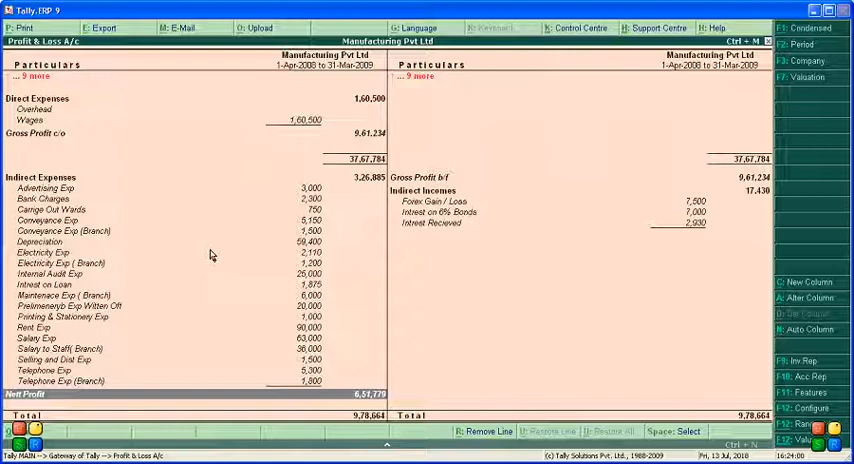 Tally.ERP 9
P: Print E: Export M: E-Mail O: Upload G: Language K: Keyboard K: Control Centre H: Support Centre H: Help
F1: Condensed
Profit & Loss A/c Manufacturing Pvt Ltd Ctrl + M
F2: Period
F3: Company
F7: Valuation
Particulars Manufacturing Pvt Ltd Particulars Manufacturing Pvt Ltd
1-Apr-2008 to 31-Mar-2009 1-Apr-2008 to 31-Mar-2009
... 9 more ... 9 more
Direct Expenses 1,60,500
Overhead
Wages 1,60,500
Gross Profit c/o 9,61,234
37,67,784 37,67,784
Indirect Expenses 3,26,885 Gross Profit b/f 9,61,234
Advertising Exp 3,000 Indirect Incomes 17,430
Bank Charges 2,300 Forex Gain / Loss 7,500
Carrige Out Wards 750 Intrest on 6% Bonds 7,000
Conveyance Exp 5,150 Intrest Recieved 2,930
Conveyance Exp (Branch) 1,500
Depreciation 59,400
Electricity Exp 2,110
Electricity Exp ( Branch) 1,200
Internal Audit Exp 25,000
Intrest on Loan 1,875
Maintenace Exp ( Branch) 6,000
Prelimeneryb Exp Witten Off 20,000
Printing & Stationery Exp 1,000
Rent Exp 90,000
Salary Exp 63,000
Salary to Staff( Branch) 36,000
Selling and Dist Exp 1,500
Telephone Exp 5,300
Telephone Exp (Branch) 1,800
Nett Profit 6,51,779
Total 9,78,664 Total 9,78,664
C: New Column
A: Alter Column
D: Del Column
N: Auto Column
F9: Inv Rep
F10: Acc Rep
F11: Features
F12: Configure
F12:
F12:
R: Remove Line U: Restore Line U: Restore All Space: Select
Ctrl + N
Tally MAIN --> Gateway of Tally --> Profit & Loss A/c (c) Tally Solutions Pvt. Ltd., 1988-2009 Fri, 13 Jul, 2018 16:24:00